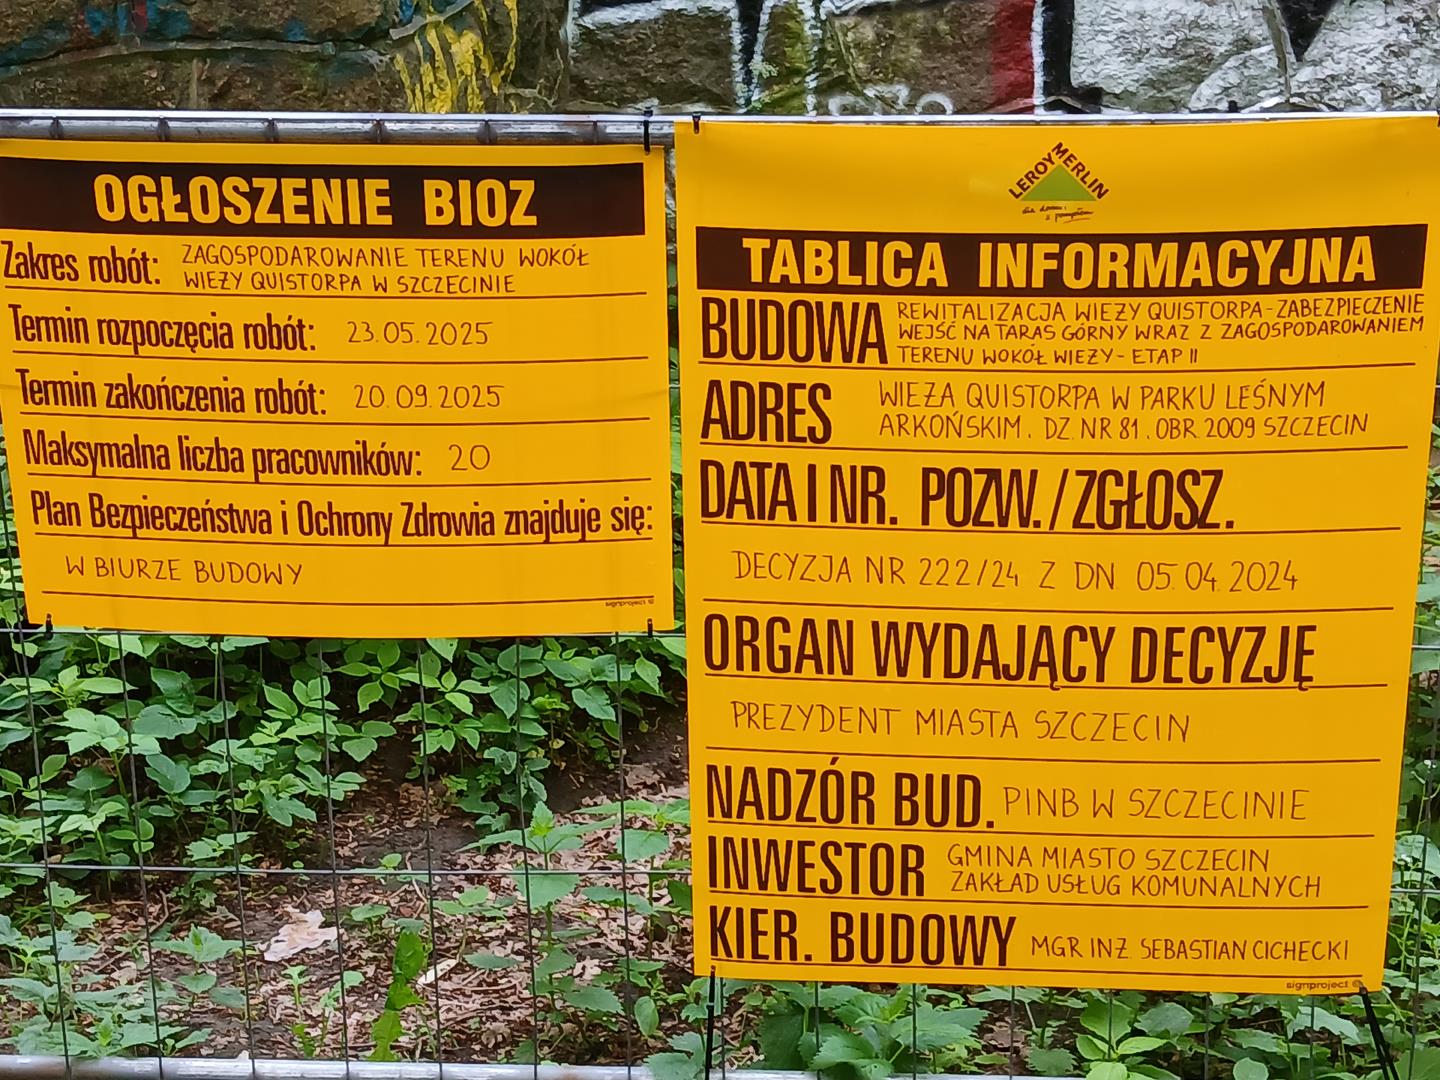 OGŁOSZENIE BIOZ
Zakres robót: ZAGOSPODAROWANIE TERENU WOKÓŁ
WIEŻY QUISTORPA W SZCZECINIE
Termin rozpoczęcia robót: 23.05.2025
Termin zakończenia robót: 20.09.2025
Maksymalna liczba pracowników: 20
Plan Bezpieczeństwa i Ochrony Zdrowia znajduje się:
W BIURZE BUDOWY
signproject ©
LEROY MERLIN
dla domu i
z pomysłem
TABLICA INFORMACYJNA
BUDOWA REWITALIZACJA WIEŻY QUISTORPA-ZABEZPIECZENIE
WEJŚĆ NA TARAS GÓRNY WRAZ Z ZAGOSPODAROWANIEM
TERENU WOKÓŁ WIEŻY - ETAP II
ADRES WIEŻA QUISTORPA W PARKU LEŚNYM
ARKOŃSKIM. DZ. NR 81. OBR. 2009 SZCZECIN
DATA I NR. POZW./ZGŁOSZ.
DECYZJA NR 222/24 Z DN 05.04.2024
ORGAN WYDAJĄCY DECYZJĘ
PREZYDENT MIASTA SZCZECIN
NADZÓR BUD. PINB W SZCZECINIE
INWESTOR GMINA MIASTO SZCZECIN
ZAKŁAD USŁUG KOMUNALNYCH
KIER. BUDOWY MGR INŻ. SEBASTIAN CICHECKI
signproject ©